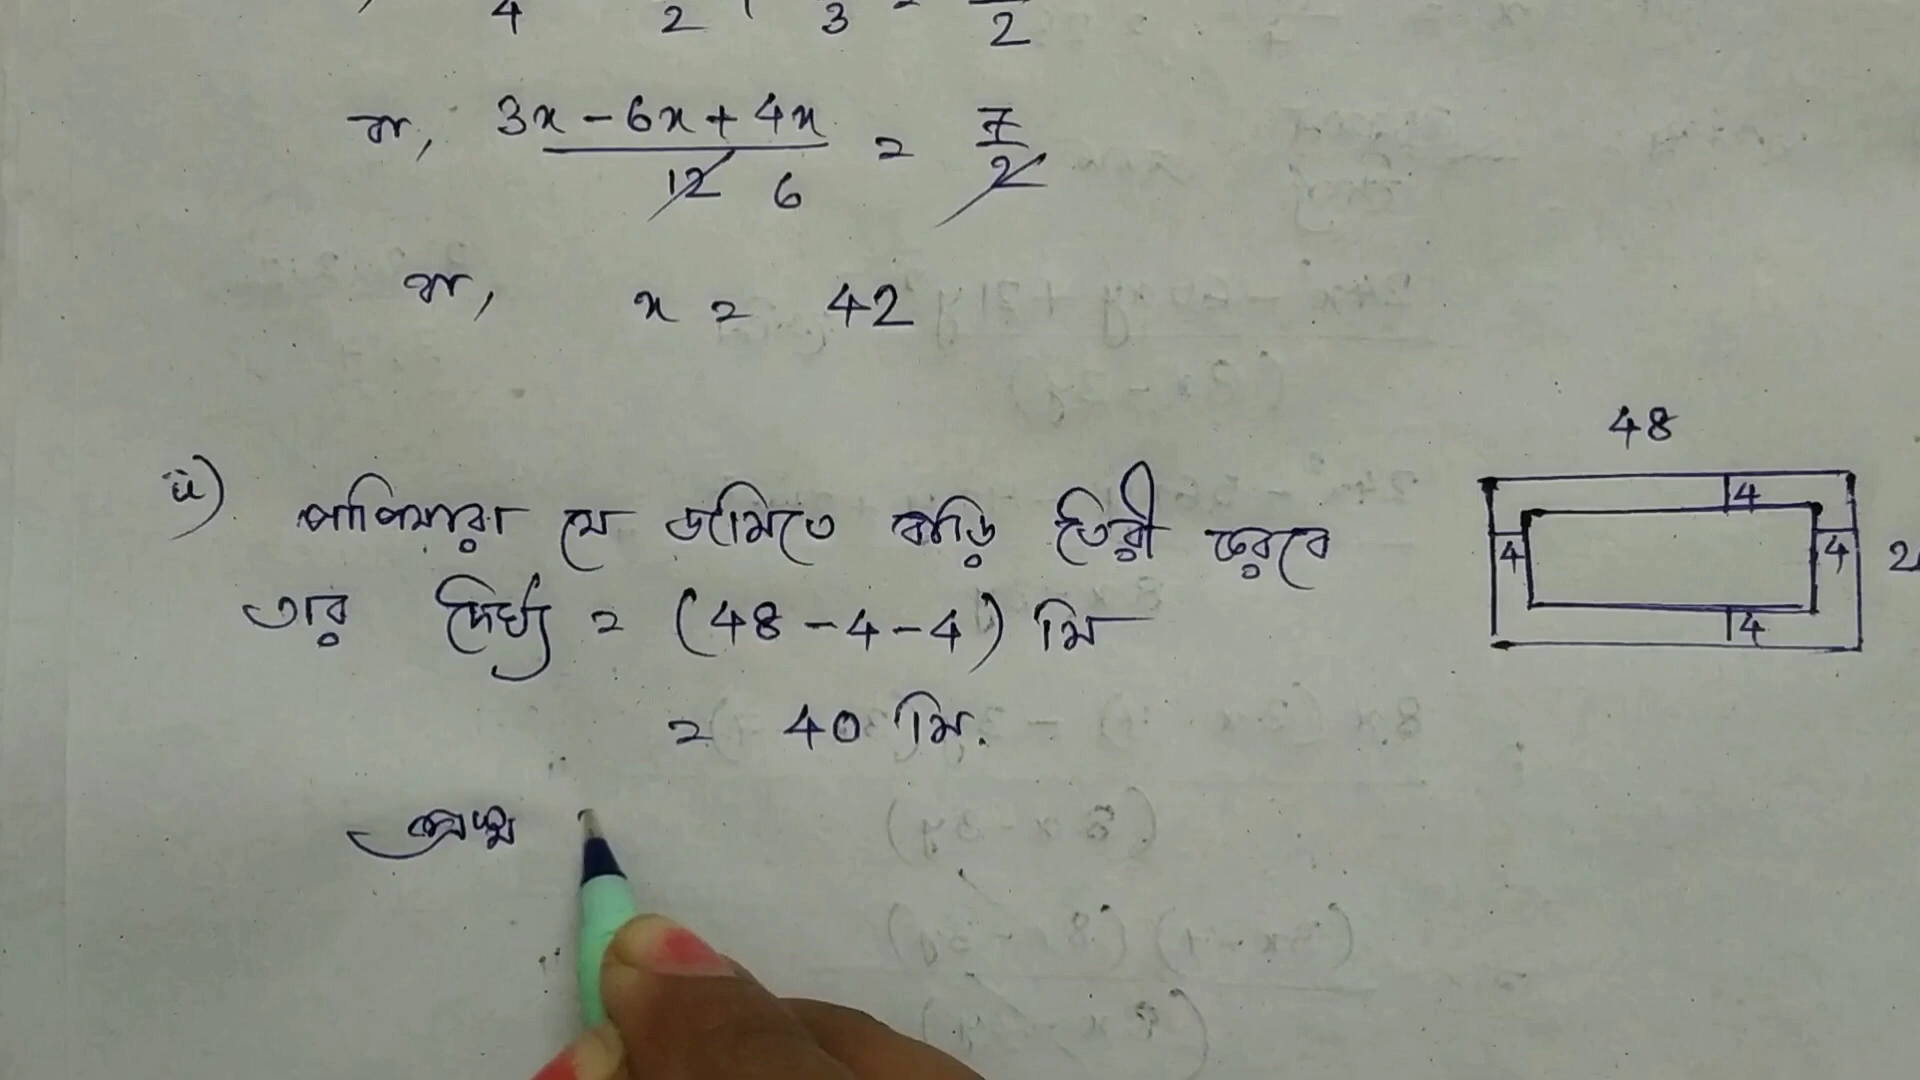 4 2 + 3 = 2
বা, 3x - 6x + 4x / 12 6 = 7 / 2
বা, x = 42
ii) পাপিয়ারা যে জমিতে বাড়ি তৈরী করবে
তার দৈর্ঘ্য = (48 - 4 - 4) মি
= 40 মি.
প্রস্থ
48
4
4 4 2
4